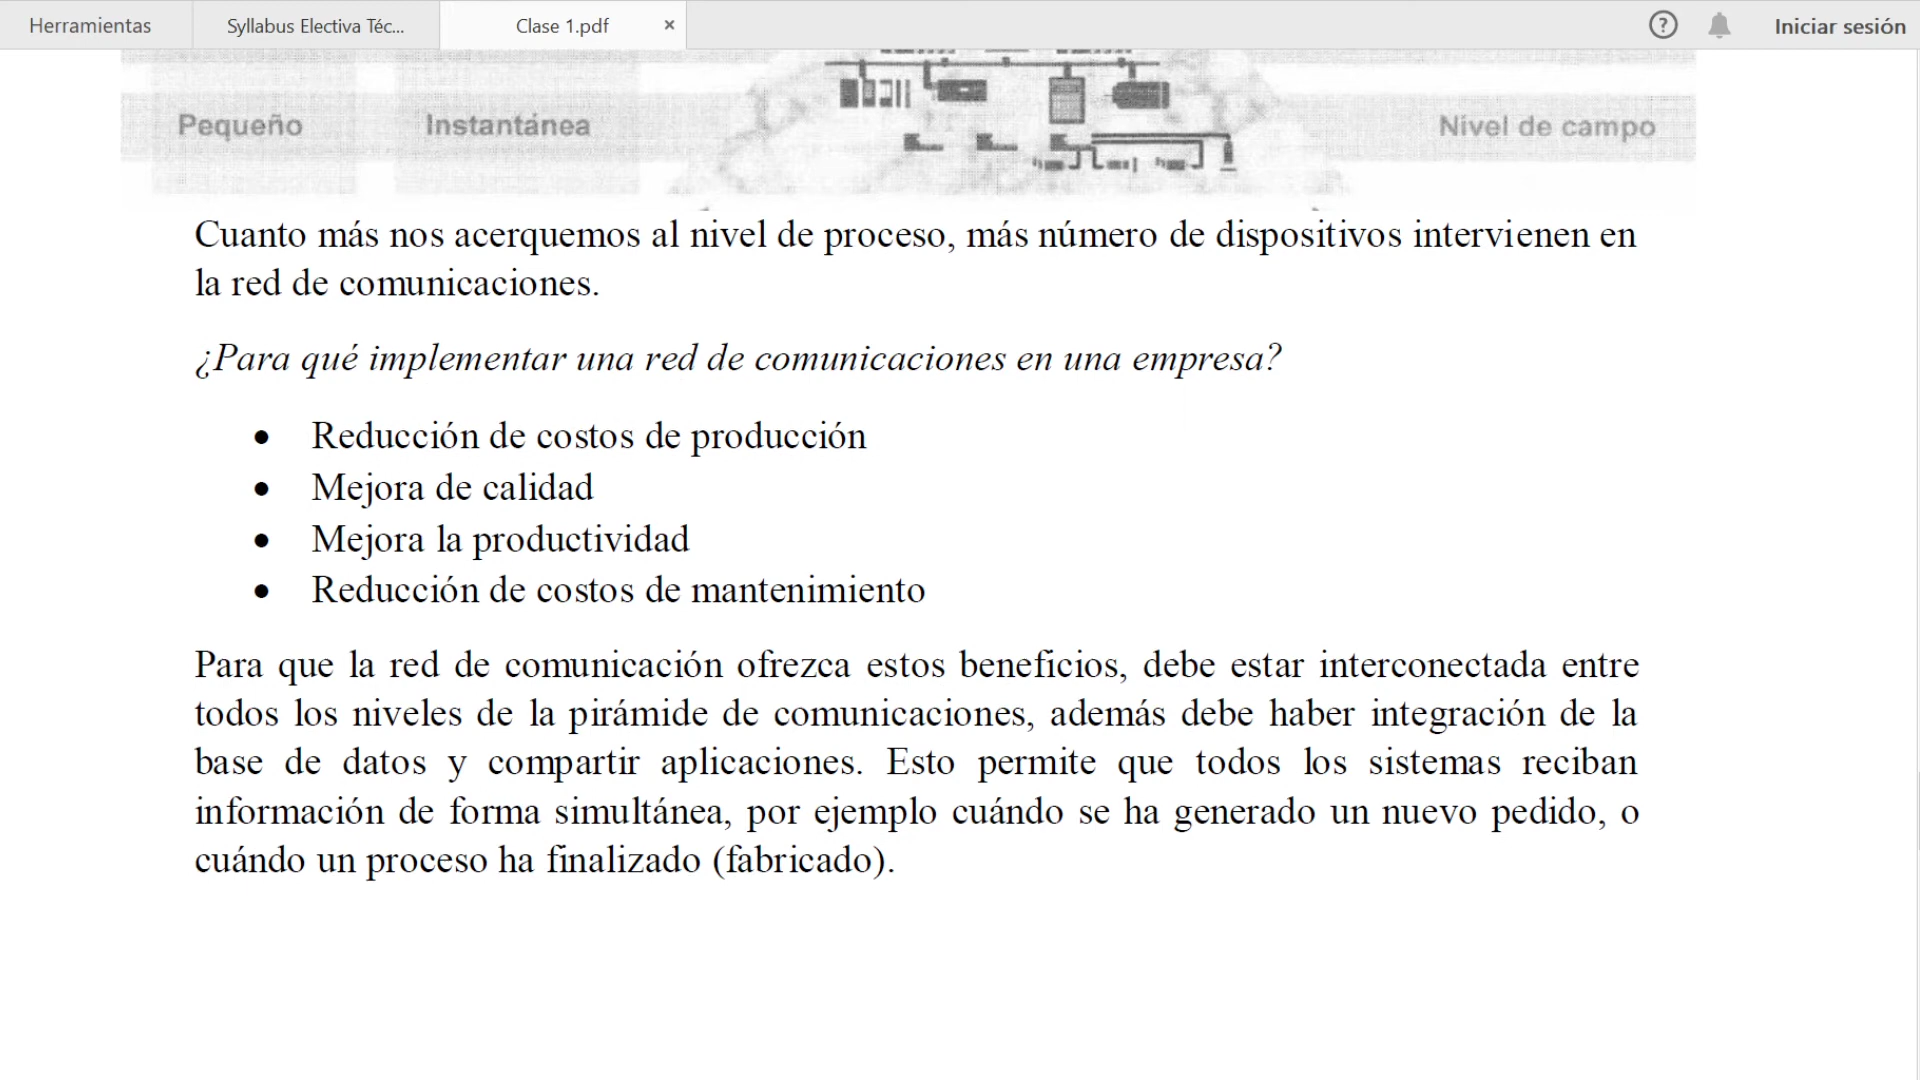 Herramientas
Syllabus Electiva Téc...
Clase 1.pdf
×
?
Iniciar sesión
Pequeño
Instantánea
Nivel de campo
Cuanto más nos acerquemos al nivel de proceso, más número de dispositivos intervienen en
la red de comunicaciones.
¿Para qué implementar una red de comunicaciones en una empresa?
• Reducción de costos de producción
• Mejora de calidad
• Mejora la productividad
• Reducción de costos de mantenimiento
Para que la red de comunicación ofrezca estos beneficios, debe estar interconectada entre
todos los niveles de la pirámide de comunicaciones, además debe haber integración de la
base de datos y compartir aplicaciones. Esto permite que todos los sistemas reciban
información de forma simultánea, por ejemplo cuándo se ha generado un nuevo pedido, o
cuándo un proceso ha finalizado (fabricado).